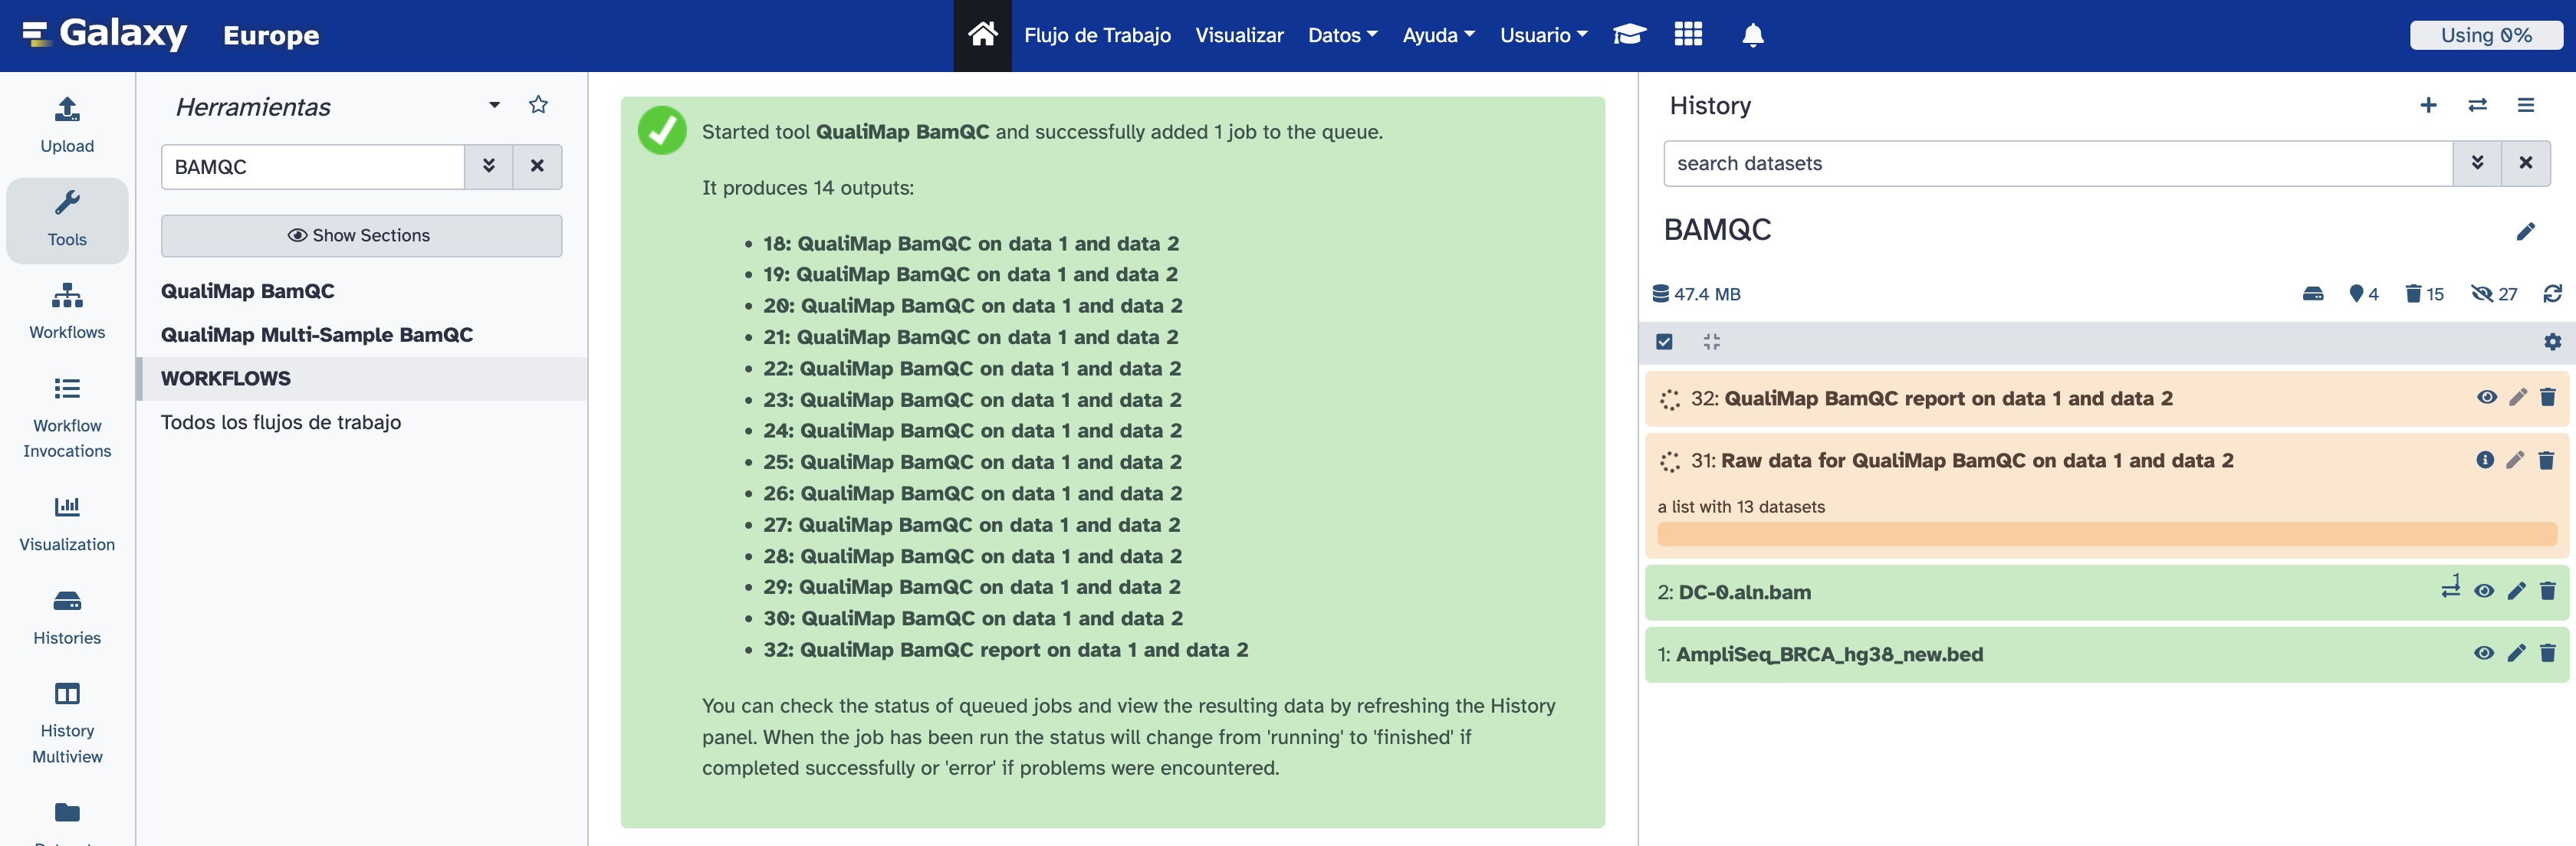 Galaxy Europe
Flujo de Trabajo Visualizar Datos Ayuda Usuario
Using 0%
Upload
Tools
Workflows
Workflow
Invocations
Visualization
Histories
History
Multiview
Herramientas
BAMQC
Show Sections
QualiMap BamQC
QualiMap Multi-Sample BamQC
WORKFLOWS
Todos los flujos de trabajo
Started tool QualiMap BamQC and successfully added 1 job to the queue.
It produces 14 outputs:
• 18: QualiMap BamQC on data 1 and data 2
• 19: QualiMap BamQC on data 1 and data 2
• 20: QualiMap BamQC on data 1 and data 2
• 21: QualiMap BamQC on data 1 and data 2
• 22: QualiMap BamQC on data 1 and data 2
• 23: QualiMap BamQC on data 1 and data 2
• 24: QualiMap BamQC on data 1 and data 2
• 25: QualiMap BamQC on data 1 and data 2
• 26: QualiMap BamQC on data 1 and data 2
• 27: QualiMap BamQC on data 1 and data 2
• 28: QualiMap BamQC on data 1 and data 2
• 29: QualiMap BamQC on data 1 and data 2
• 30: QualiMap BamQC on data 1 and data 2
• 32: QualiMap BamQC report on data 1 and data 2
You can check the status of queued jobs and view the resulting data by refreshing the History
panel. When the job has been run the status will change from 'running' to 'finished' if
completed successfully or 'error' if problems were encountered.
History
search datasets
BAMQC
47.4 MB 4 15 27
32: QualiMap BamQC report on data 1 and data 2
31: Raw data for QualiMap BamQC on data 1 and data 2
a list with 13 datasets
2: DC-0.aln.bam 1
1: AmpliSeq_BRCA_hg38_new.bed